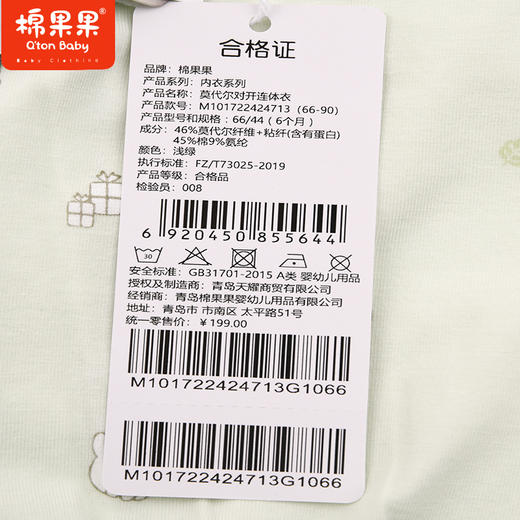 棉果果
Q'ton Baby
Baby Clothing
合格证
品牌：棉果果
产品系列：内衣系列
产品名称：莫代尔对开连体衣
产品款号：M101722424713（66-90）
产品型号和规格：66/44（6个月）
成分：46%莫代尔纤维+粘纤(含有蛋白)
45%棉9%氨纶
颜色：浅绿
执行标准：FZ/T73025-2019
产品等级：合格品
检验员：008
6 920450 855644
30
安全标准：GB31701-2015 A类 婴幼儿用品
授权及制造商：青岛天耀商贸有限公司
经销商：青岛棉果果婴幼儿用品有限公司
地址：青岛市 市南区 太平路51号
统一零售价：￥199.00
M101722424713G1066
M101722424713G1066